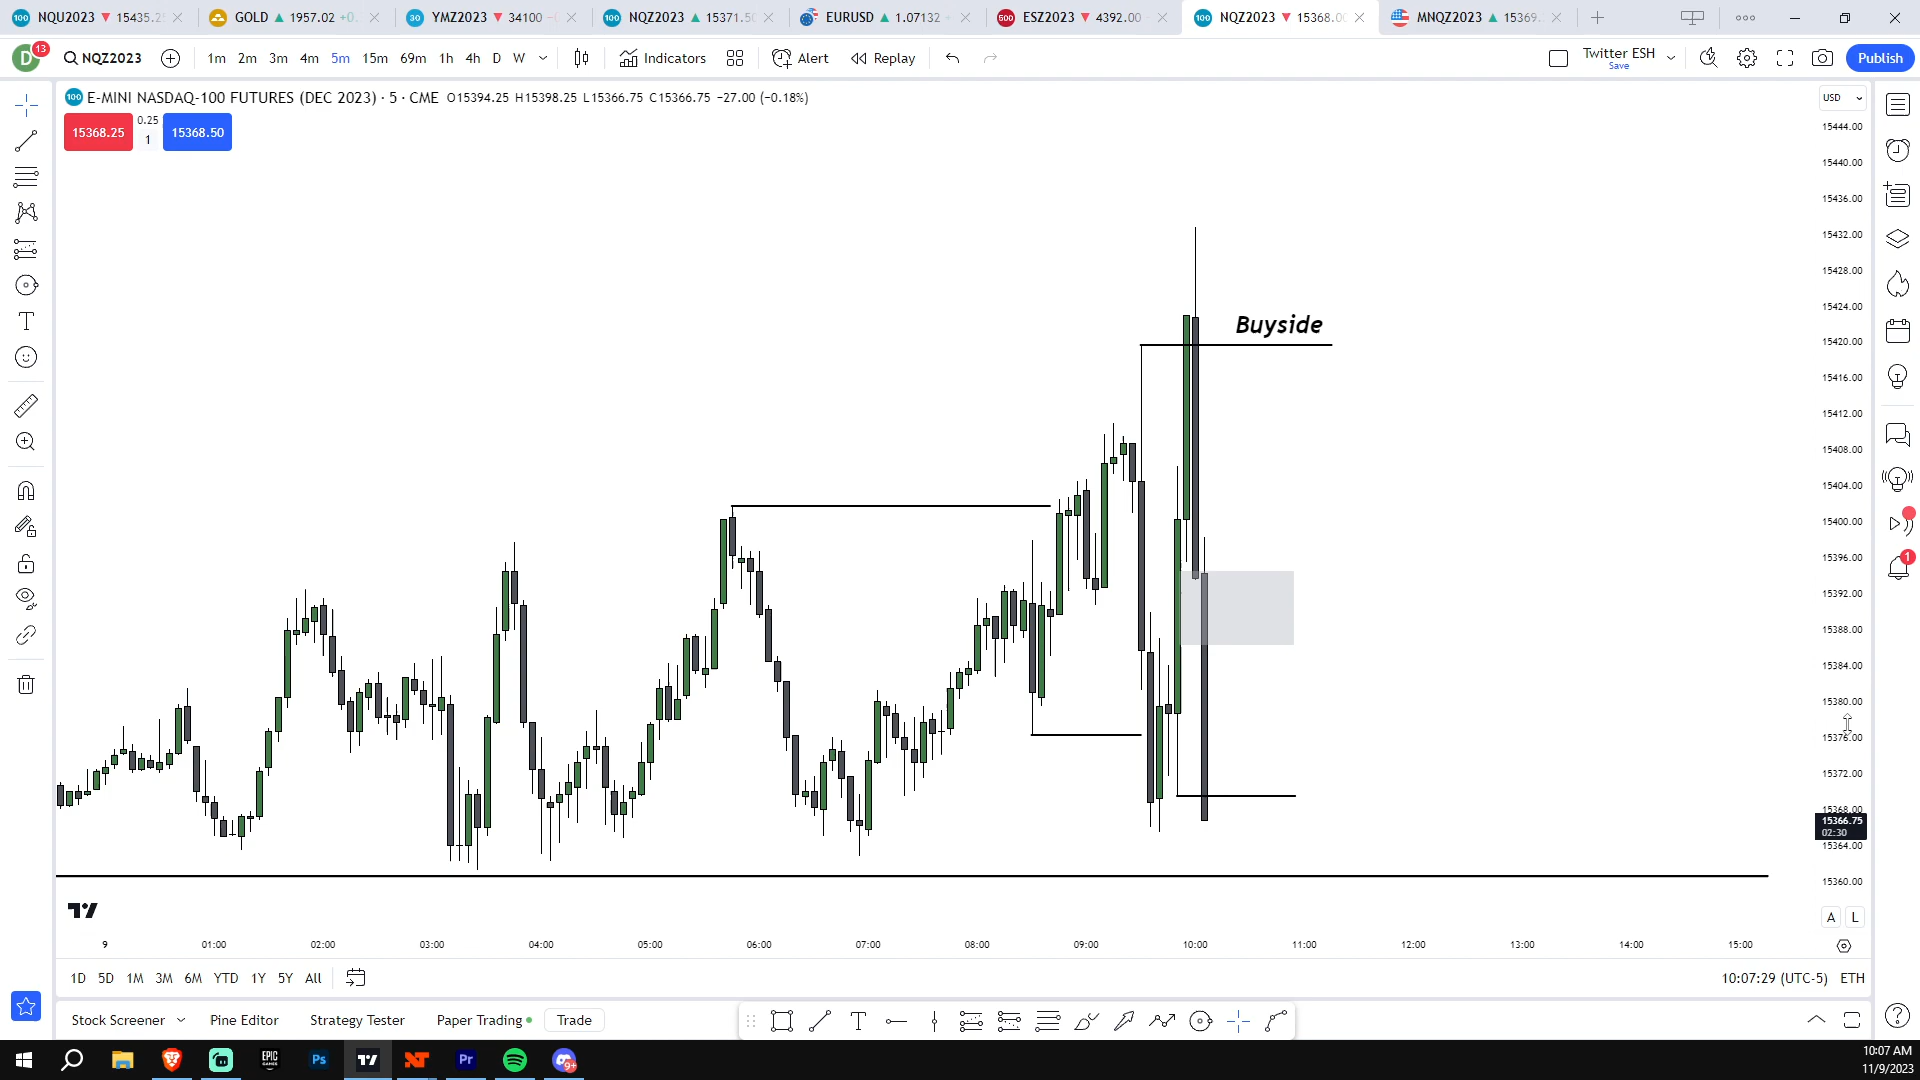 NQU2023 15435.2
GOLD 1957.02 +0.
YMZ2023 34100
NQZ2023 15371.5
EURUSD 1.07132
ESZ2023 4392.00
NQZ2023 15368.0
MNQZ2023 15369.
D 13 NQZ2023 1m 2m 3m 4m 5m 15m 69m 1h 4h D W Indicators Alert Replay Twitter ESH Save Publish
E-MINI NASDAQ-100 FUTURES (DEC 2023) · 5 · CME O15394.25 H15398.25 L15366.75 C15366.75 −27.00 (−0.18%)
USD
15368.25 0.25 1 15368.50
15444.00
15440.00
15436.00
15432.00
15428.00
15424.00
Buyside
15420.00
15416.00
15412.00
15408.00
15404.00
15400.00
15396.00
15392.00
15388.00
15384.00
15380.00
15376.00
15372.00
15368.00
15366.75
02:30
15364.00
15360.00
A L
9 01:00 02:00 03:00 04:00 05:00 06:00 07:00 08:00 09:00 10:00 11:00 12:00 13:00 14:00 15:00
1D 5D 1M 3M 6M YTD 1Y 5Y All 10:07:29 (UTC-5) ETH
Stock Screener Pine Editor Strategy Tester Paper Trading Trade
EPIC GAMES Ps Pr 9+
10:07 AM
11/9/2023